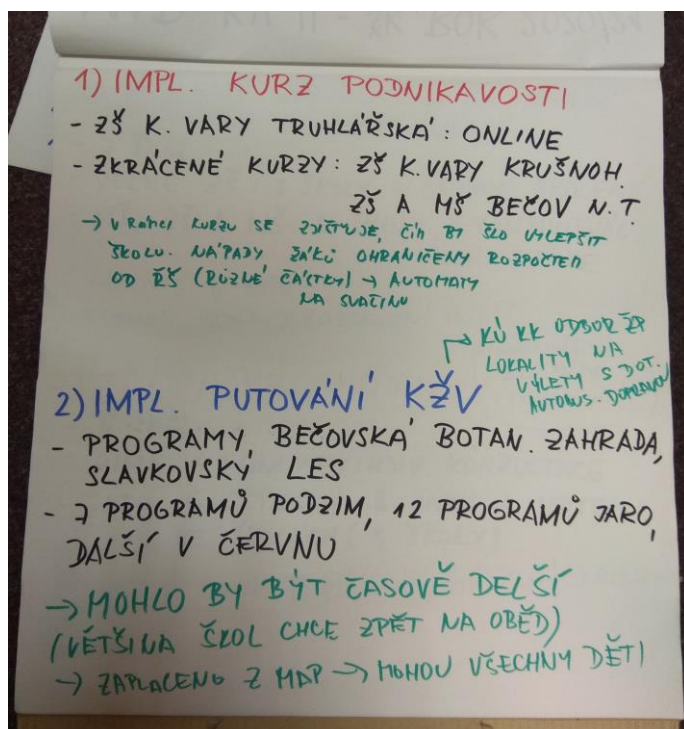 1) IMPL. KURZ PODNIKAVOSTI
- ZŠ K. VARY TRUHLÁŘSKÁ: ONLINE
- ZKRÁCENÉ KURZY: ZŠ K. VARY KRUŠNOH.
ZŠ A MŠ BEČOV N. T.
→ V RÁMCI KURZU SE ZJIŠŤUJE, ČÍM BY ŠLO VYLEPŠIT
ŠKOLU. NÁPADY ŽÁKŮ OHRANIČENY ROZPOČTEM
OD ŘŠ (RŮZNÉ ČÁSTKY) → AUTOMATY
NA SVAČINU
→ KÚ KK ODBOR ŽP
LOKALITY NA
VÝLETY S DOT.
AUTOBUS. DOPRAVOU
2) IMPL. PUTOVÁNÍ KŽV
- PROGRAMY, BEČOVSKÁ BOTAN. ZAHRADA,
SLAVKOVSKÝ LES
- 7 PROGRAMŮ PODZIM, 12 PROGRAMŮ JARO,
DALŠÍ V ČERVNU
→ MOHLO BY BÝT ČASOVĚ DELŠÍ
(VĚTŠINA ŠKOL CHCE ZPĚT NA OBĚD)
→ ZAPLACENO Z MAP → MOHOU VŠECHNY DĚTI